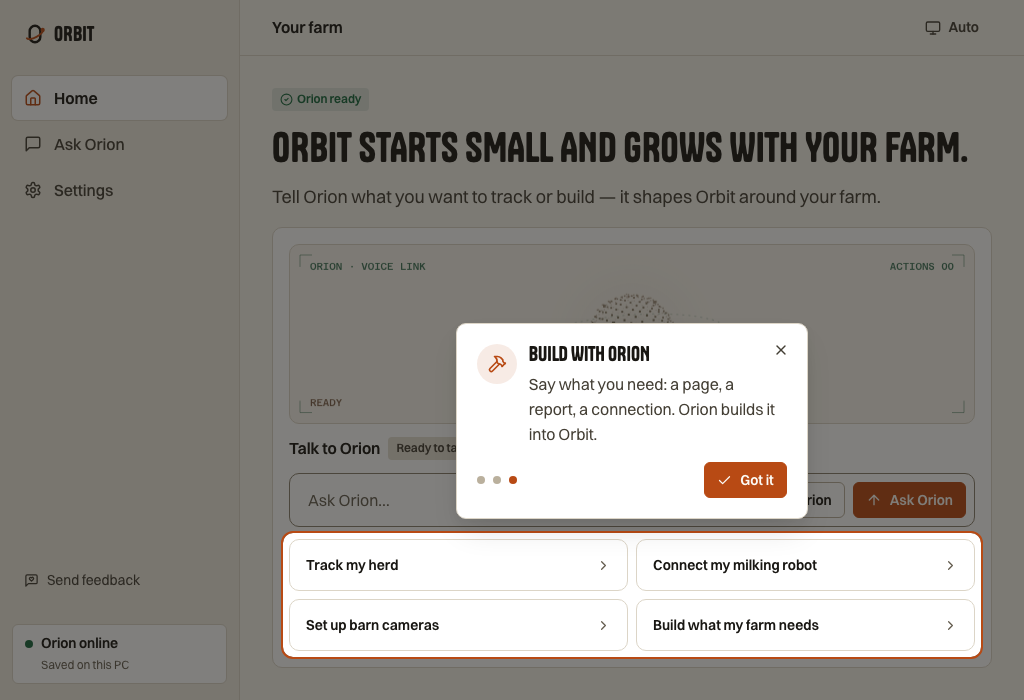 ORBIT
Your farm
Auto
Home
Ask Orion
Settings
Orion ready
ORBIT STARTS SMALL AND GROWS WITH YOUR FARM.
Tell Orion what you want to track or build — it shapes Orbit around your farm.
ORION · VOICE LINK
ACTIONS 00
READY
BUILD WITH ORION
Say what you need: a page, a
report, a connection. Orion builds it
into Orbit.
Got it
Talk to Orion
Ready to
Ask Orion...
Ask Orion
Track my herd
Connect my milking robot
Set up barn cameras
Build what my farm needs
Send feedback
Orion online
Saved on this PC